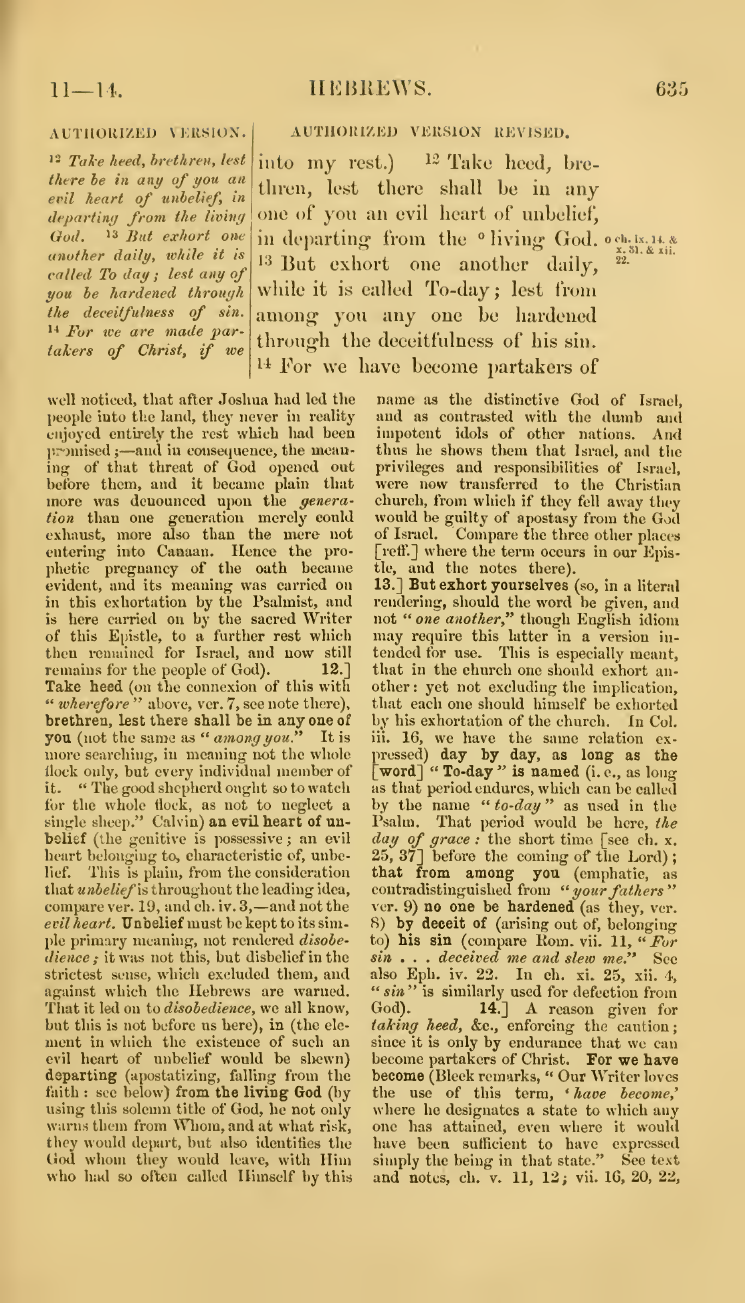 11—14.
HEBREWS.
635
AUTHORIZED VERSION.
12 Take heed, brethren, lest
there be in any of you an
evil heart of unbelief, in
departing from the living
God. 13 But exhort one
another daily, while it is
called To day; lest any of
you be hardened through
the deceitfulness of sin.
14 For we are made par-
takers of Christ, if we
AUTHORIZED VERSION REVISED.
into my rest.) 12 Take heed, bre-
thren, lest there shall be in any
one of you an evil heart of unbelief,
in departing from the o living God.
13 But exhort one another daily,
while it is called To-day; lest from
among you any one be hardened
through the deceitfulness of his sin.
14 For we have become partakers of
o ch. ix. 14. &
x. 31. & xii.
22.
well noticed, that after Joshua had led the
people into the land, they never in reality
enjoyed entirely the rest which had been
promised;—and in consequence, the mean-
ing of that threat of God opened out
before them, and it became plain that
more was denounced upon the genera-
tion than one generation merely could
exhaust, more also than the mere not
entering into Canaan. Hence the pro-
phetic pregnancy of the oath became
evident, and its meaning was carried on
in this exhortation by the Psalmist, and
is here carried on by the sacred Writer
of this Epistle, to a further rest which
then remained for Israel, and now still
remains for the people of God). 12.]
Take heed (on the connexion of this with
"wherefore" above, ver. 7, see note there),
brethren, lest there shall be in any one of
you (not the same as "among you." It is
more searching, in meaning not the whole
flock only, but every individual member of
it. "The good shepherd ought so to watch
for the whole flock, as not to neglect a
single sheep." Calvin) an evil heart of un-
belief (the genitive is possessive; an evil
heart belonging to, characteristic of, unbe-
lief. This is plain, from the consideration
that unbelief is throughout the leading idea,
compare ver. 19, and ch. iv. 3,—and not the
evil heart. Unbelief must be kept to its sim-
ple primary meaning, not rendered disobe-
dience; it was not this, but disbelief in the
strictest sense, which excluded them, and
against which the Hebrews are warned.
That it led on to disobedience, we all know,
but this is not before us here), in (the ele-
ment in which the existence of such an
evil heart of unbelief would be shewn)
departing (apostatizing, falling from the
faith: see below) from the living God (by
using this solemn title of God, he not only
warns them from Whom, and at what risk,
they would depart, but also identifies the
God whom they would leave, with Him
who had so often called Himself by this
name as the distinctive God of Israel,
and as contrasted with the dumb and
impotent idols of other nations. And
thus he shows them that Israel, and the
privileges and responsibilities of Israel,
were now transferred to the Christian
church, from which if they fell away they
would be guilty of apostasy from the God
of Israel. Compare the three other places
[reff.] where the term occurs in our Epis-
tle, and the notes there).
13.] But exhort yourselves (so, in a literal
rendering, should the word be given, and
not "one another," though English idiom
may require this latter in a version in-
tended for use. This is especially meant,
that in the church one should exhort an-
other: yet not excluding the implication,
that each one should himself be exhorted
by his exhortation of the church. In Col.
iii. 16, we have the same relation ex-
pressed) day by day, as long as the
[word] "To-day" is named (i. e., as long
as that period endures, which can be called
by the name "to-day" as used in the
Psalm. That period would be here, the
day of grace: the short time [see ch. x.
25, 37] before the coming of the Lord);
that from among you (emphatic, as
contradistinguished from "your fathers"
ver. 9) no one be hardened (as they, ver.
8) by deceit of (arising out of, belonging
to) his sin (compare Rom. vii. 11, "For
sin . . . deceived me and slew me." See
also Eph. iv. 22. In ch. xi. 25, xii. 4,
"sin" is similarly used for defection from
God). 14.] A reason given for
taking heed, &c., enforcing the caution;
since it is only by endurance that we can
become partakers of Christ. For we have
become (Bleek remarks, "Our Writer loves
the use of this term, 'have become,'
where he designates a state to which any
one has attained, even where it would
have been sufficient to have expressed
simply the being in that state." See text
and notes, ch. v. 11, 12; vii. 16, 20, 22,